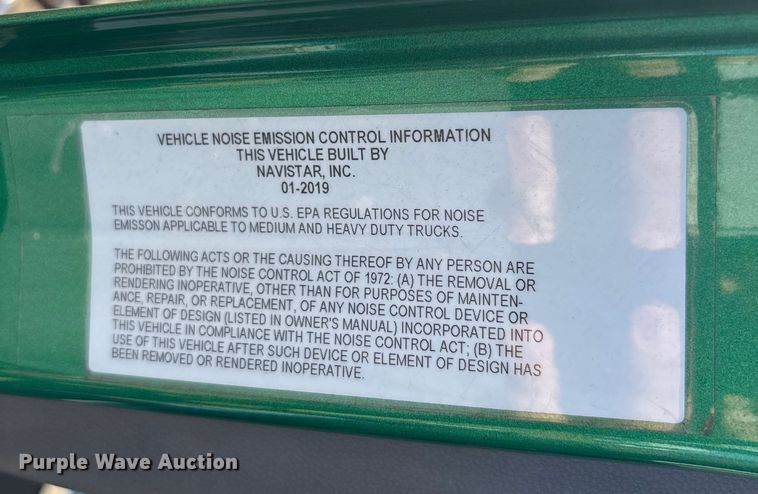 VEHICLE NOISE EMISSION CONTROL INFORMATION
THIS VEHICLE BUILT BY
NAVISTAR, INC.
01-2019
THIS VEHICLE CONFORMS TO U.S. EPA REGULATIONS FOR NOISE
EMISSON APPLICABLE TO MEDIUM AND HEAVY DUTY TRUCKS.
THE FOLLOWING ACTS OR THE CAUSING THEREOF BY ANY PERSON ARE
PROHIBITED BY THE NOISE CONTROL ACT OF 1972: (A) THE REMOVAL OR
RENDERING INOPERATIVE, OTHER THAN FOR PURPOSES OF MAINTEN-
ANCE, REPAIR, OR REPLACEMENT, OF ANY NOISE CONTROL DEVICE OR
ELEMENT OF DESIGN (LISTED IN OWNER'S MANUAL) INCORPORATED INTO
THIS VEHICLE IN COMPLIANCE WITH THE NOISE CONTROL ACT; (B) THE
USE OF THIS VEHICLE AFTER SUCH DEVICE OR ELEMENT OF DESIGN HAS
BEEN REMOVED OR RENDERED INOPERATIVE.
Purple Wave Auction